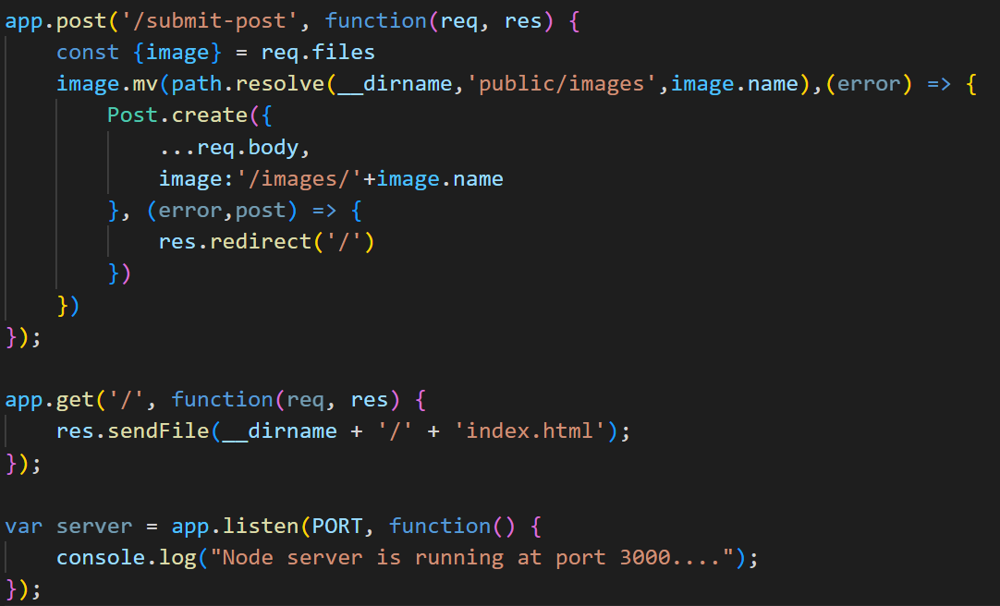 app.post('/submit-post', function(req, res) {
    const {image} = req.files
    image.mv(path.resolve(__dirname,'public/images',image.name),(error) => {
        Post.create({
            ...req.body,
            image:'/images/'+image.name
        }, (error,post) => {
            res.redirect('/')
        })
    })
});

app.get('/', function(req, res) {
    res.sendFile(__dirname + '/' + 'index.html');
});

var server = app.listen(PORT, function() {
    console.log("Node server is running at port 3000....");
});